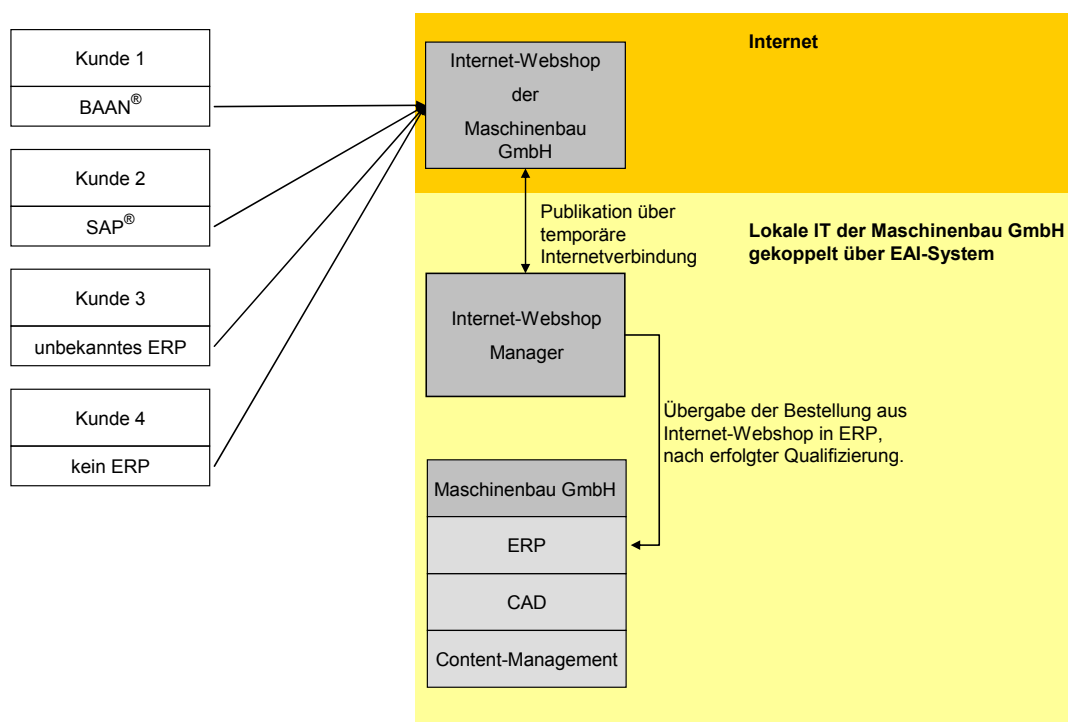 Kunde 1
BAAN®
Kunde 2
SAP®
Kunde 3
unbekanntes ERP
Kunde 4
kein ERP
Internet
Internet-Webshop
der
Maschinenbau
GmbH
Publikation über
temporäre
Internetverbindung
Lokale IT der Maschinenbau GmbH
gekoppelt über EAI-System
Internet-Webshop
Manager
Übergabe der Bestellung aus
Internet-Webshop in ERP,
nach erfolgter Qualifizierung.
Maschinenbau GmbH
ERP
CAD
Content-Management